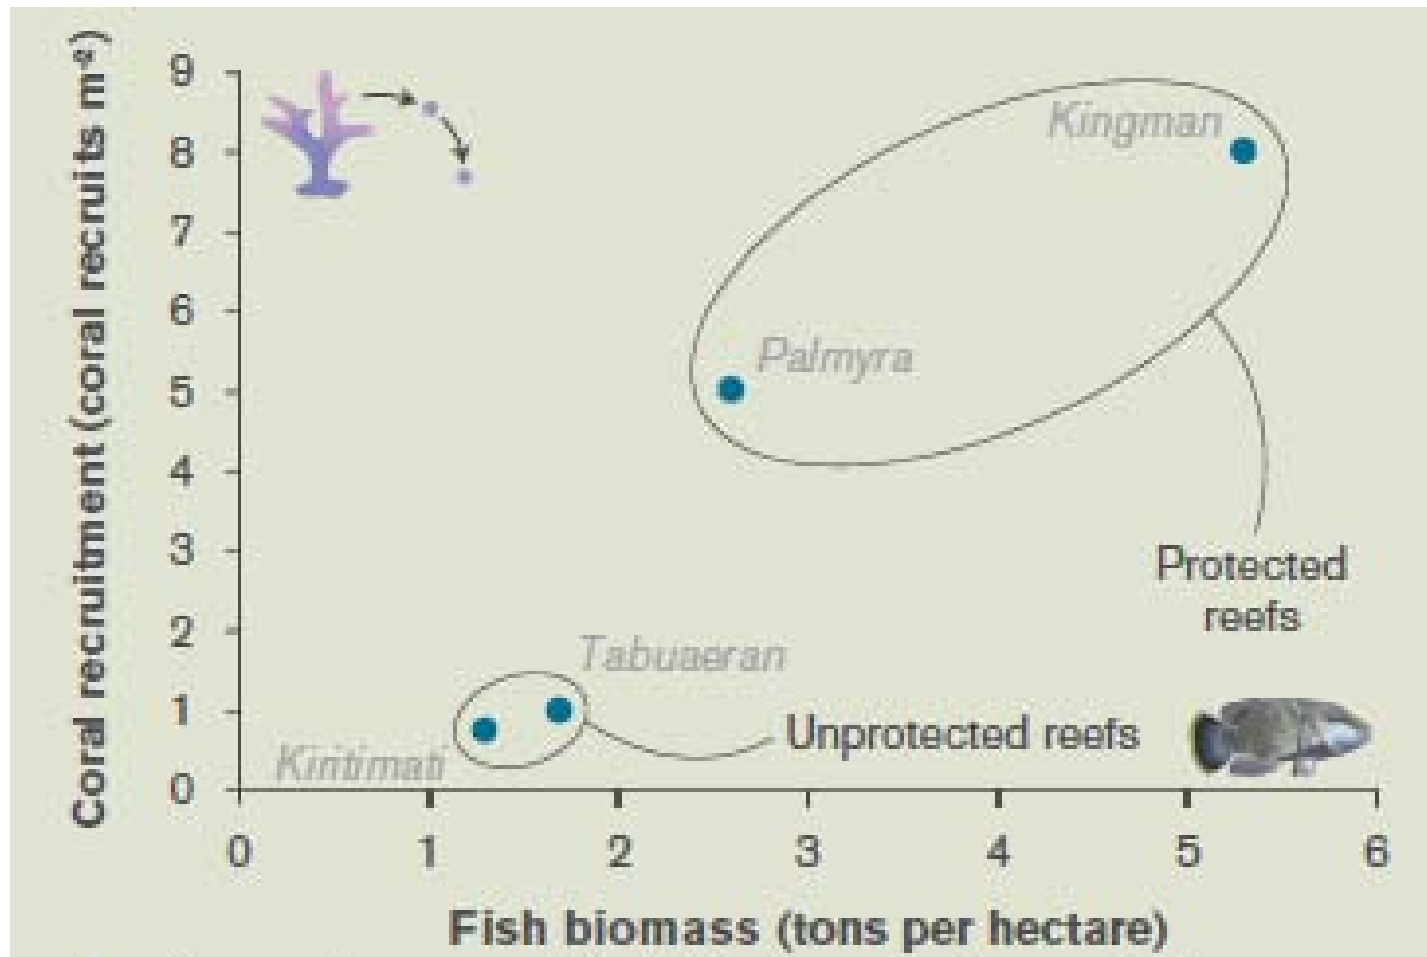 Coral recruitment (coral recruits m⁻²)
9
8
7
6
5
4
3
2
1
0
Kingman
Palmyra
Protected
reefs
Tabuaeran
Unprotected reefs
Kiritimati
0 1 2 3 4 5 6
Fish biomass (tons per hectare)